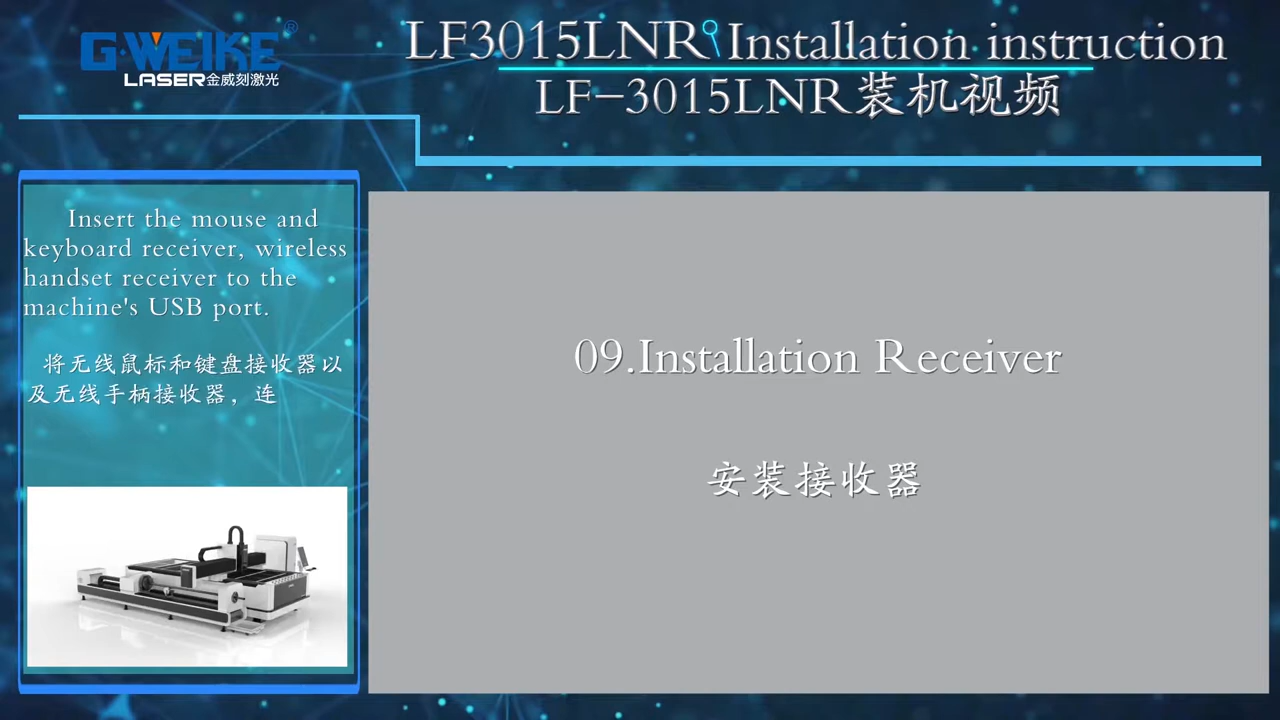 G·WEIKE®
LASER金威刻激光
LF3015LNR Installation instruction
LF-3015LNR装机视频
Insert the mouse and
keyboard receiver, wireless
handset receiver to the
machine's USB port.
将无线鼠标和键盘接收器以
及无线手柄接收器，连
09.Installation Receiver
安装接收器